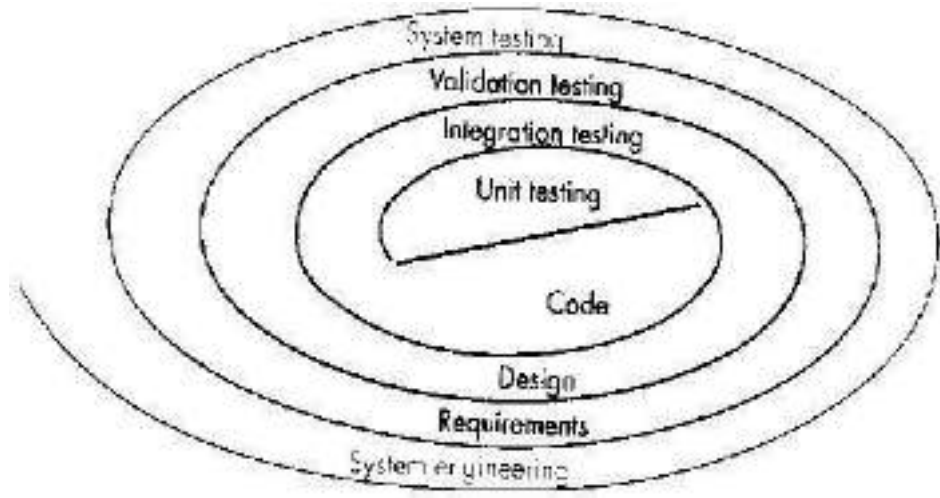 System testing
Validation testing
Integration testing
Unit testing
Code
Design
Requirements
System engineering